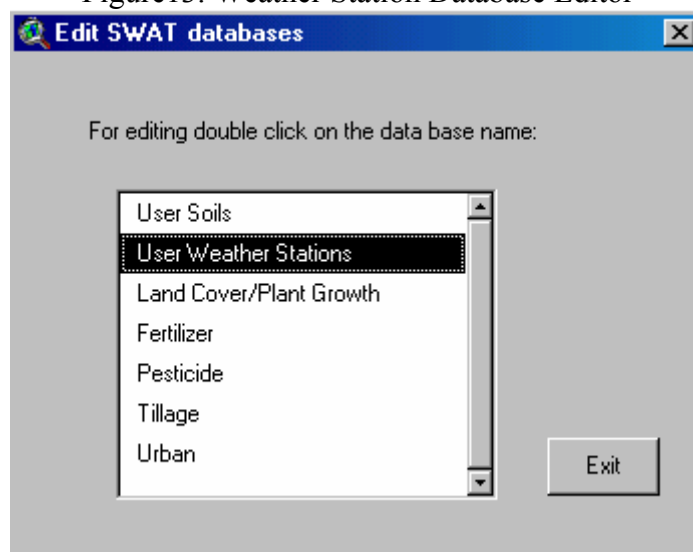 Figure13: Weather Station Database Editor
Edit SWAT databases
For editing double click on the data base name:
User Soils
User Weather Stations
Land Cover/Plant Growth
Fertilizer
Pesticide
Tillage
Urban
Exit